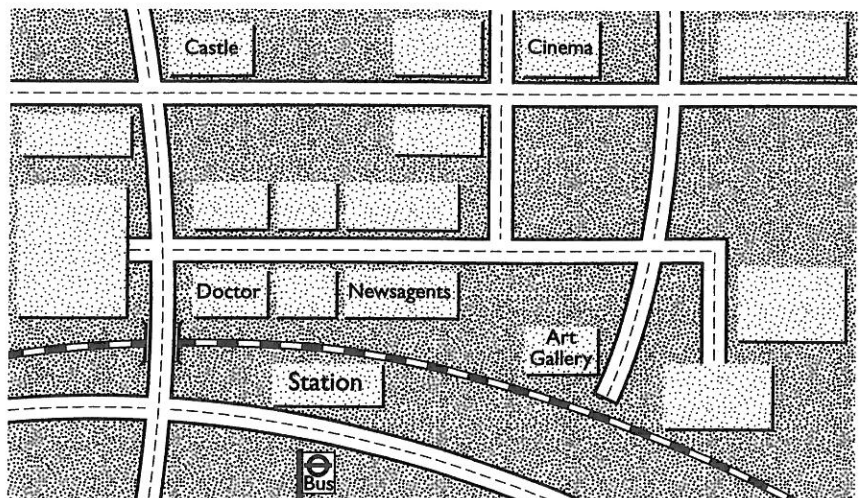 Castle
Cinema
Doctor
Newsagents
Art
Gallery
Station
Bus